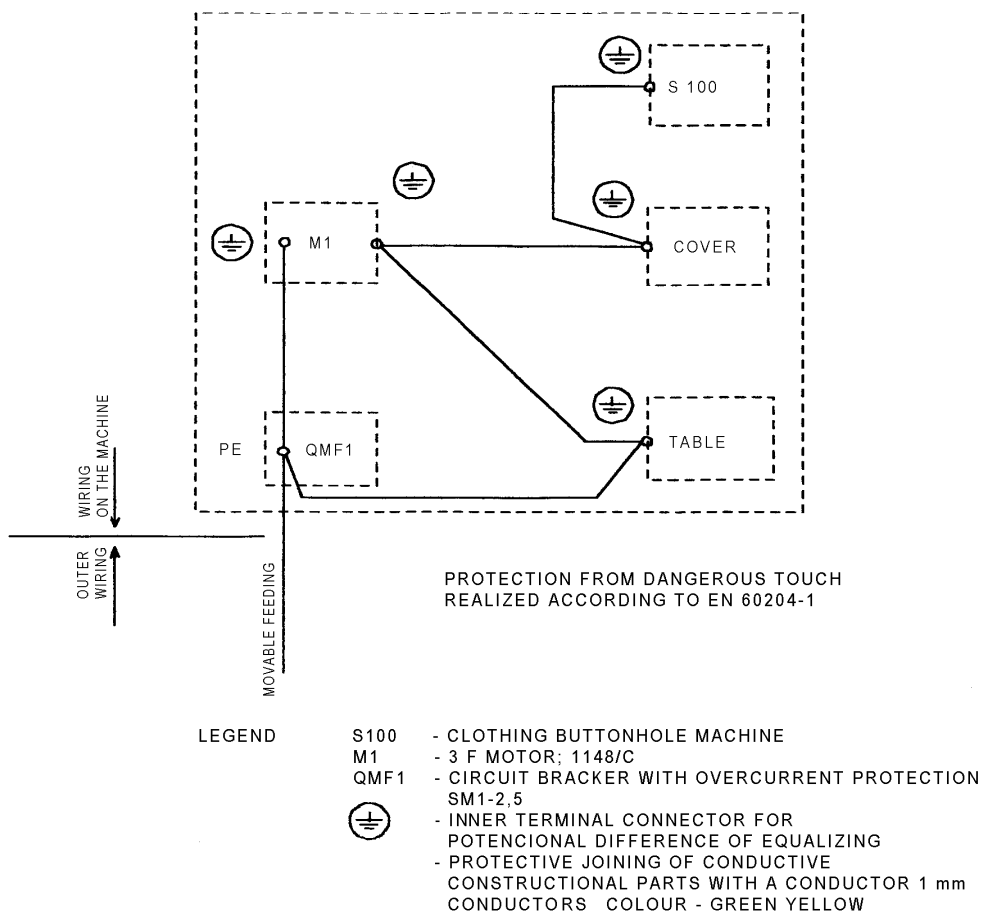 S 100
M1
COVER
PE
QMF1
TABLE
WIRING
ON THE MACHINE
OUTER
WIRING
MOVABLE FEEDING
PROTECTION FROM DANGEROUS TOUCH
REALIZED ACCORDING TO EN 60204-1
LEGEND
S100 - CLOTHING BUTTONHOLE MACHINE
M1 - 3 F MOTOR; 1148/C
QMF1 - CIRCUIT BRACKER WITH OVERCURRENT PROTECTION
SM1-2,5
- INNER TERMINAL CONNECTOR FOR
POTENCIONAL DIFFERENCE OF EQUALIZING
- PROTECTIVE JOINING OF CONDUCTIVE
CONSTRUCTIONAL PARTS WITH A CONDUCTOR 1 mm
CONDUCTORS COLOUR - GREEN YELLOW